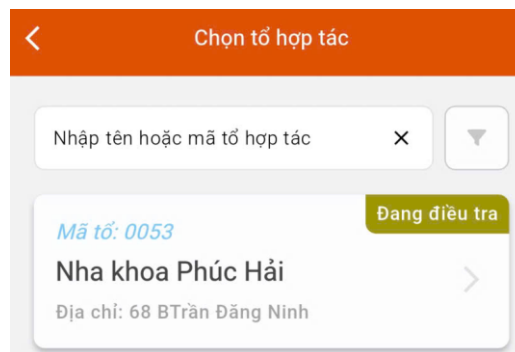 Chọn tổ hợp tác
Nhập tên hoặc mã tổ hợp tác
Đang điều tra
Mã tổ: 0053
Nha khoa Phúc Hải
Địa chỉ: 68 BTrần Đăng Ninh